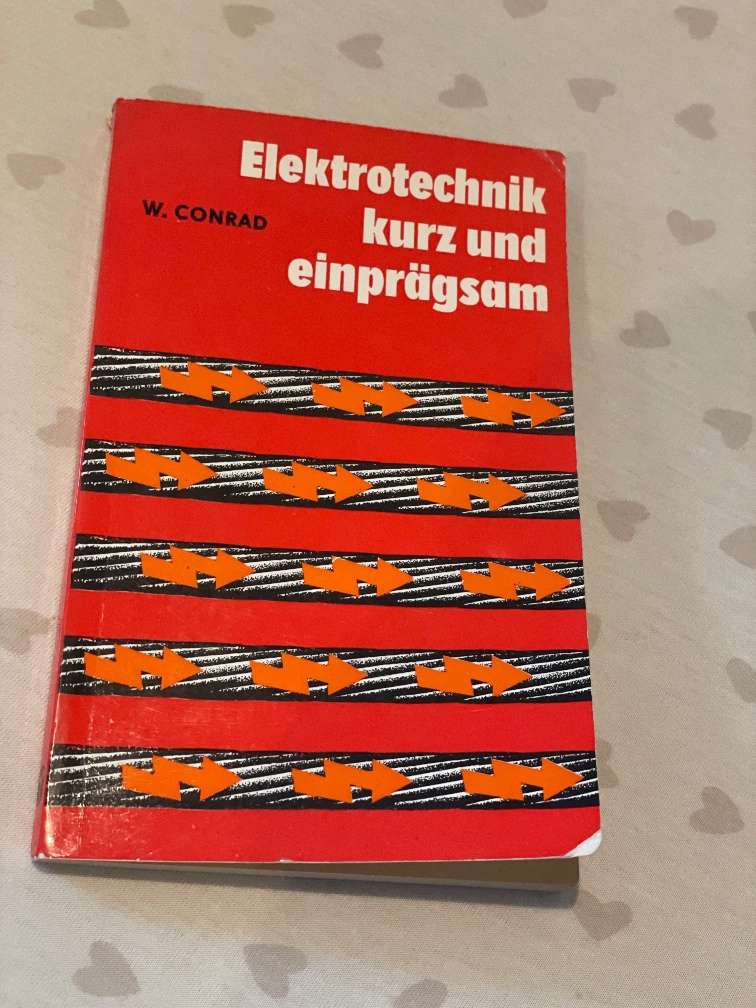 Elektrotechnik
kurz und
einprägsam
W. CONRAD